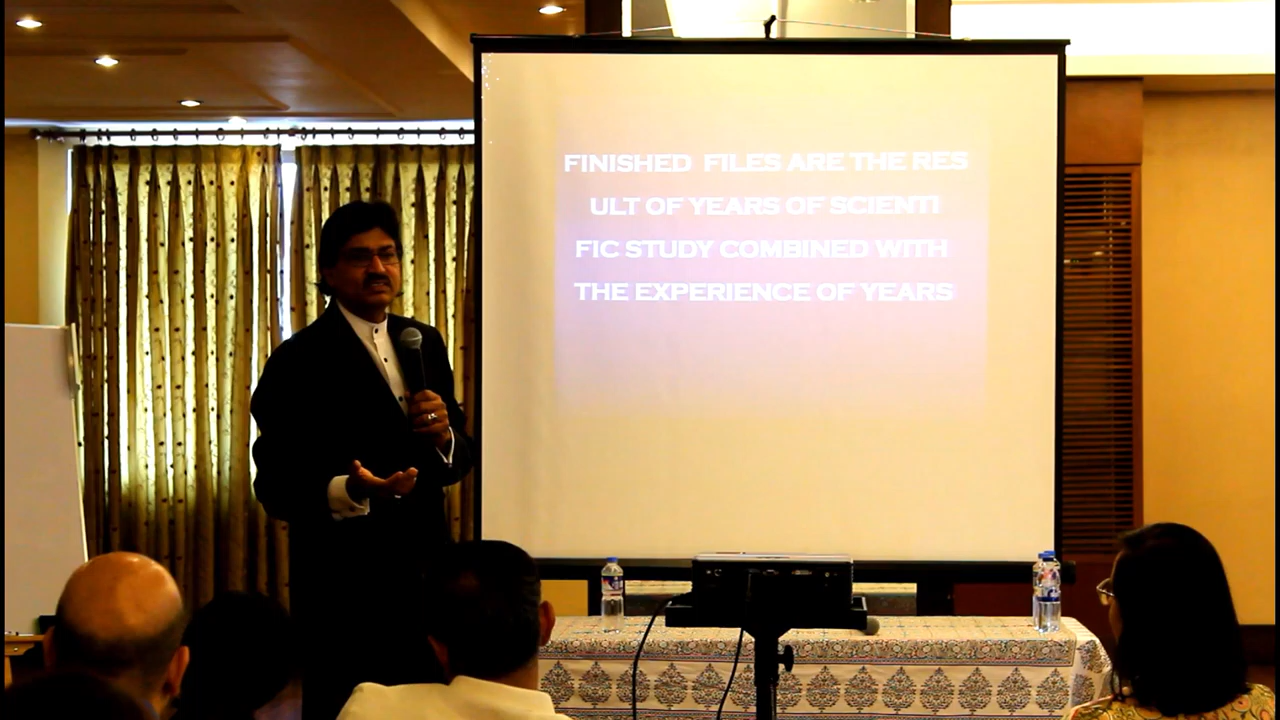 FINISHED FILES ARE THE RES
ULT OF YEARS OF SCIENTI
FIC STUDY COMBINED WITH
THE EXPERIENCE OF YEARS